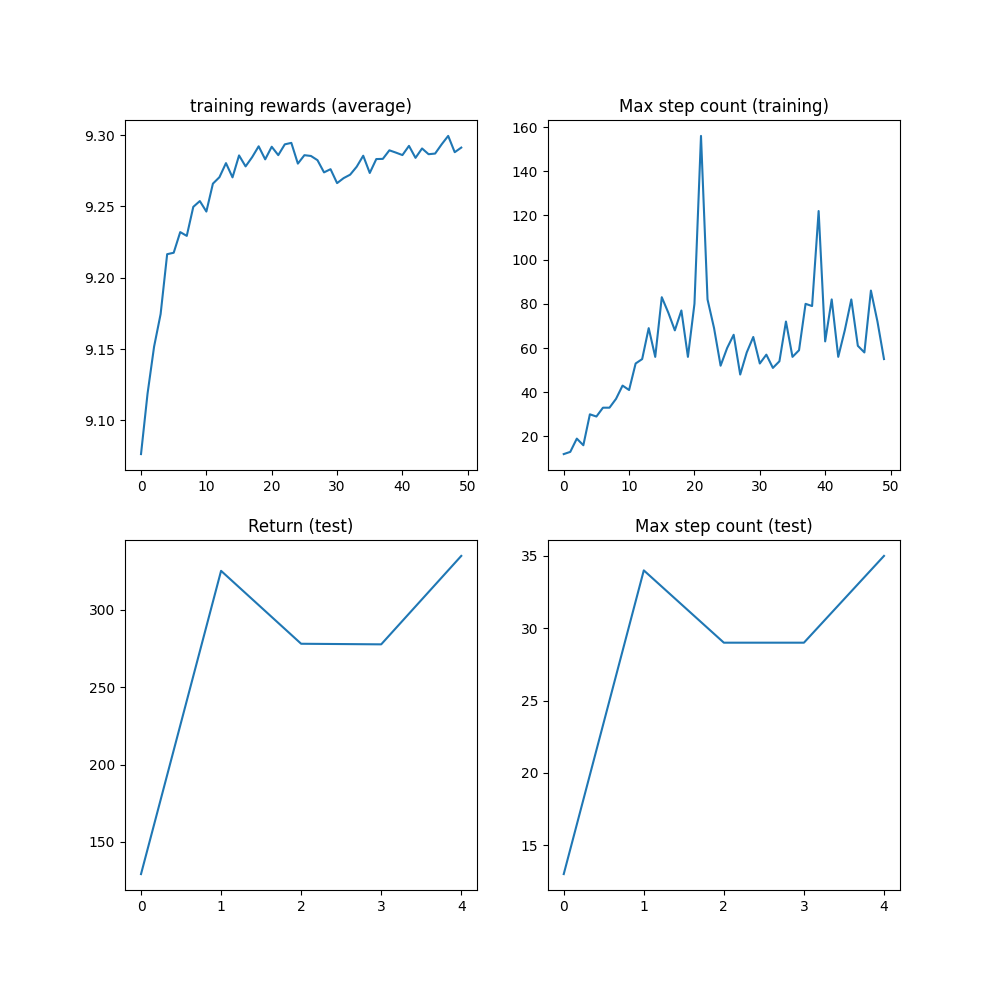 training rewards (average)
9.30
9.25
9.20
9.15
9.10
0 10 20 30 40 50
Max step count (training)
160
140
120
100
80
60
40
20
0 10 20 30 40 50
Return (test)
300
250
200
150
0 1 2 3 4
Max step count (test)
35
30
25
20
15
0 1 2 3 4